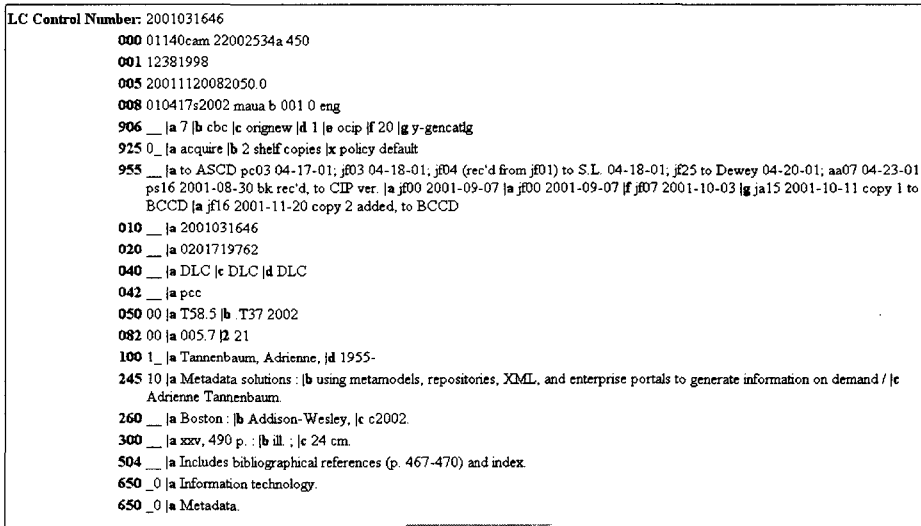 LC Control Number: 2001031646
000 01140cam 22002534a 450
001 12381998
005 20011120082050.0
008 010417s2002 maua b 001 0 eng
906 __ |a 7 |b cbc |c orignew |d 1 |e ocip |f 20 |g y-gencatlg
925 0_ |a acquire |b 2 shelf copies |x policy default
955 __ |a to ASCD pc03 04-17-01; jf03 04-18-01; jf04 (rec'd from jf01) to S.L. 04-18-01; jf25 to Dewey 04-20-01; aa07 04-23-01
ps16 2001-08-30 bk rec'd, to CIP ver. |a jf00 2001-09-07 |a jf00 2001-09-07 |f jf07 2001-10-03 |g ja15 2001-10-11 copy 1 to
BCCD |a jf16 2001-11-20 copy 2 added, to BCCD
010 __ |a 2001031646
020 __ |a 0201719762
040 __ |a DLC |c DLC |d DLC
042 __ |a pcc
050 00 |a T58.5 |b .T37 2002
082 00 |a 005.7 |2 21
100 1_ |a Tannenbaum, Adrienne, |d 1955-
245 10 |a Metadata solutions : |b using metamodels, repositories, XML, and enterprise portals to generate information on demand / |c
Adrienne Tannenbaum.
260 __ |a Boston : |b Addison-Wesley, |c c2002.
300 __ |a xxv, 490 p. : |b ill. ; |c 24 cm.
504 __ |a Includes bibliographical references (p. 467-470) and index.
650 _0 |a Information technology.
650 _0 |a Metadata.